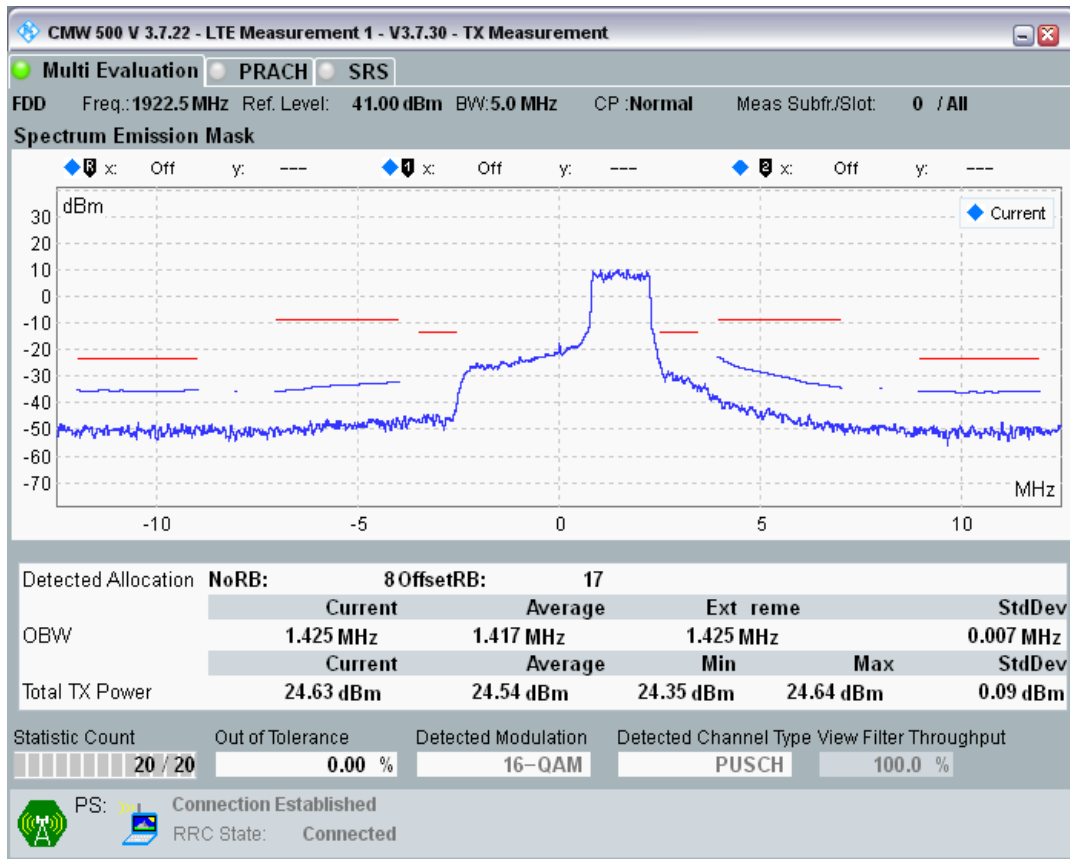 CMW 500 V 3.7.22 - LTE Measurement 1 - V3.7.30 - TX Measurement
Multi Evaluation PRACH SRS
FDD Freq.: 1922.5 MHz Ref. Level: 41.00 dBm BW: 5.0 MHz CP : Normal Meas Subfr./Slot: 0 / All
Spectrum Emission Mask
R x: Off y: --- 1 x: Off y: --- 2 x: Off y: ---
dBm
Current
30
20
10
0
-10
-20
-30
-40
-50
-60
-70
MHz
-10 -5 0 5 10
Detected Allocation NoRB: 8 OffsetRB: 17
Current Average Ext reme StdDev
OBW 1.425 MHz 1.417 MHz 1.425 MHz 0.007 MHz
Current Average Min Max StdDev
Total TX Power 24.63 dBm 24.54 dBm 24.35 dBm 24.64 dBm 0.09 dBm
Statistic Count Out of Tolerance Detected Modulation Detected Channel Type View Filter Throughput
20 / 20 0.00 % 16-QAM PUSCH 100.0 %
PS: Connection Established
RRC State: Connected